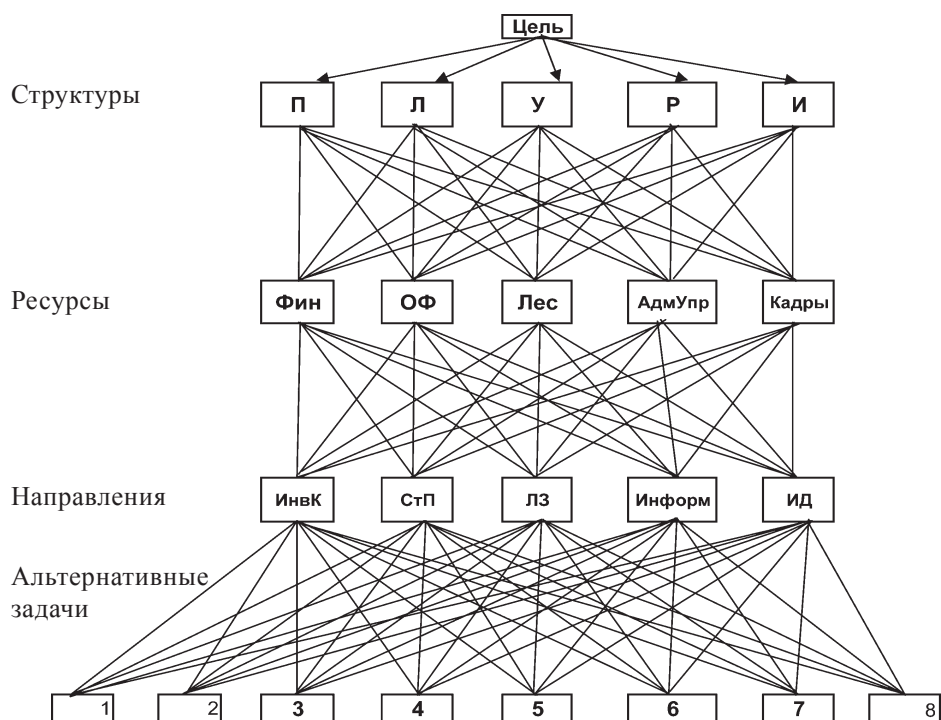 Цель
Структуры
П Л У Р И
Ресурсы
Фин ОФ Лес АдмУпр Кадры
Направления
ИнвК СтП ЛЗ Информ ИД
Альтернативные
задачи
1 2 3 4 5 6 7 8